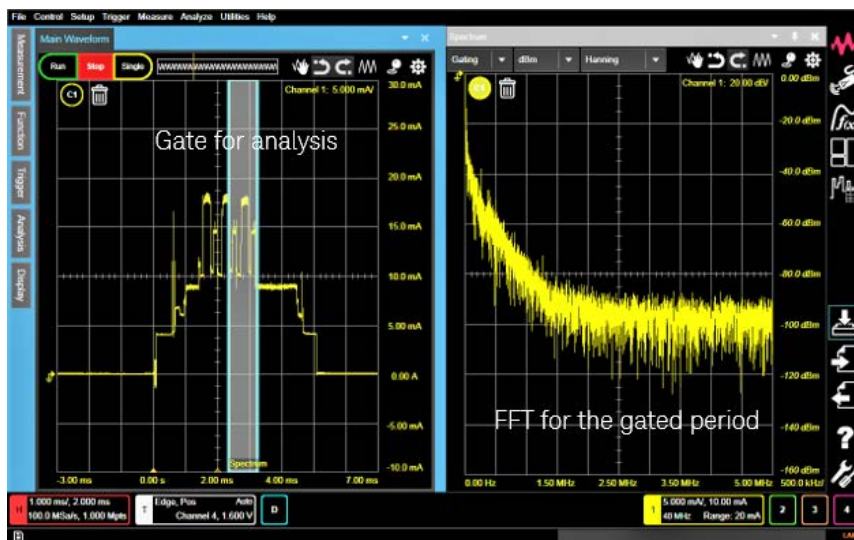 File Control Setup Trigger Measure Analyze Utilities Help
Main Waveform
Spectrum
Run Stop Single
Gating dBm Hanning
C1
Channel 1: 5.000 mA/
30.0 mA
C1
Channel 1: 20.00 dB/
0.00 dBm
Measurement
Function
Trigger
Analysis
Display
Gate for analysis
25.0 mA
20.0 mA
15.0 mA
10.0 mA
5.00 mA
0.00 A
-5.00 mA
-10.0 mA
Spectrum
-3.00 ms 0.00 s 2.00 ms 4.00 ms 7.00 ms
-20.0 dBm
-40.0 dBm
-60.0 dBm
-80.0 dBm
-100 dBm
-120 dBm
-140 dBm
-160 dBm
FFT for the gated period
0.00 Hz 1.50 MHz 2.50 MHz 3.50 MHz 5.00 MHz 500.0 kHz/
f(x)
?
H
1.000 ms/, 2.000 ms
100.0 MSa/s, 1.000 Mpts
T
Edge, Pos Auto
Channel 4, 1.600 V
D
1
5.000 mA/, 10.00 mA
40 MHz Range: 20 mA
2 3 4
LAN